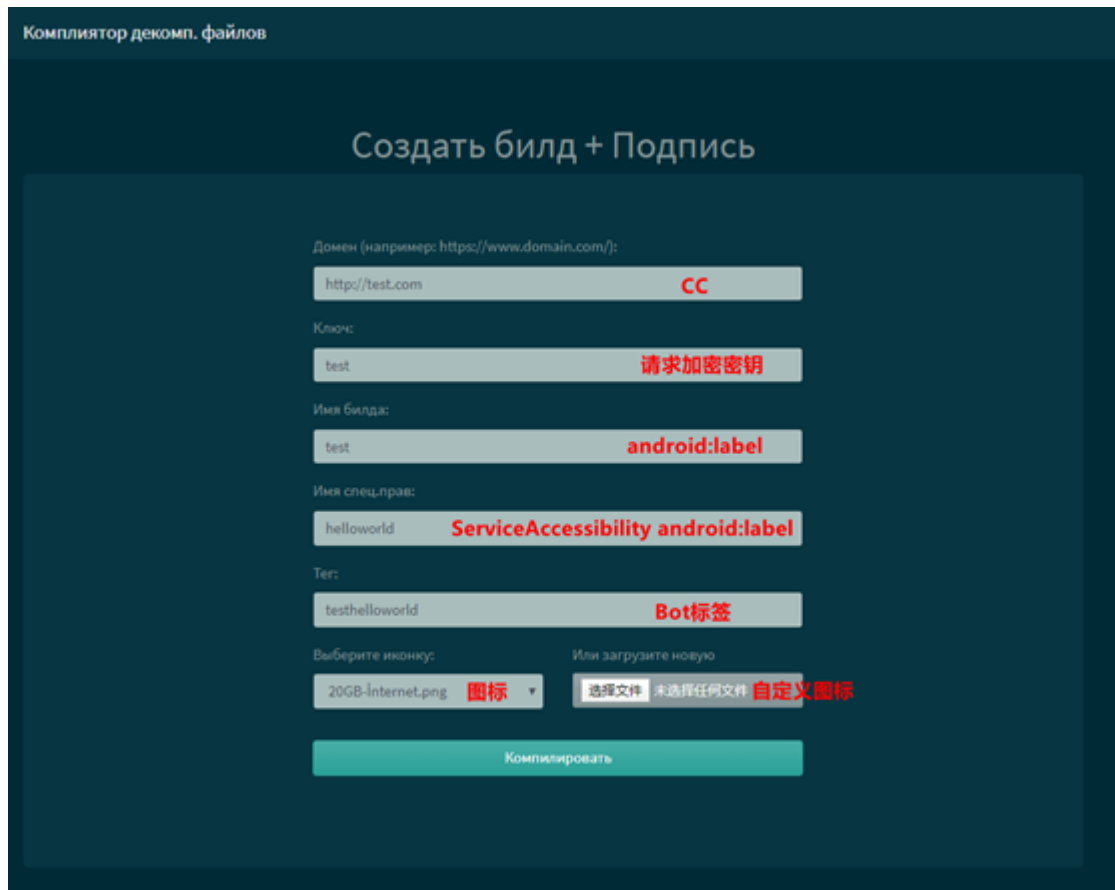 Комплиятор декомп. файлов
Создать билд + Подпись
Домен (например: https://www.domain.com/):
http://test.com CC
Ключ:
test 请求加密密钥
Имя билда:
test android:label
Имя спец.прав:
helloworld ServiceAccessibility android:label
Тег:
testhelloworld Bot标签
Выберите иконку: Или загрузите новую
20GB-İnternet.png 图标 选择文件 未选择任何文件 自定义图标
Компилировать